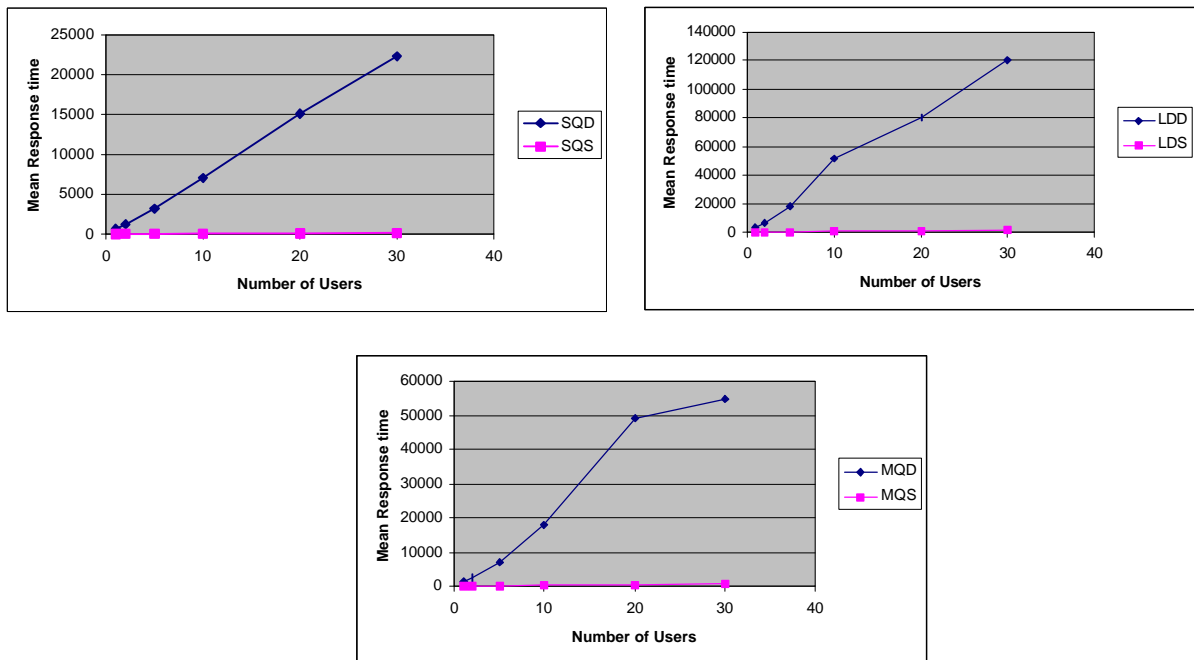 25000
20000
15000
10000
5000
0
Mean Response time
0 10 20 30 40
Number of Users
SQD
SQS
140000
120000
100000
80000
60000
40000
20000
0
Mean Response time
0 10 20 30 40
Number of Users
LDD
LDS
60000
50000
40000
30000
20000
10000
0
Mean Response time
0 10 20 30 40
Number of Users
MQD
MQS